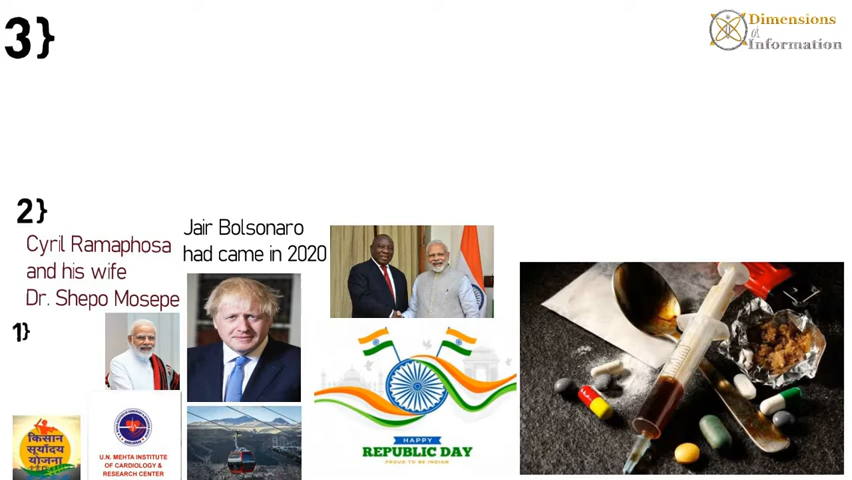 3}
Dimensions
Of
Information
2}
Cyril Ramaphosa
and his wife
Dr. Shepo Mosepe
Jair Bolsonaro
had came in 2020
1}
किसान
सूर्योदय
योजना
U.N. MEHTA INSTITUTE
OF CARDIOLOGY &
RESEARCH CENTER
HAPPY
REPUBLIC DAY
PROUD TO BE INDIAN